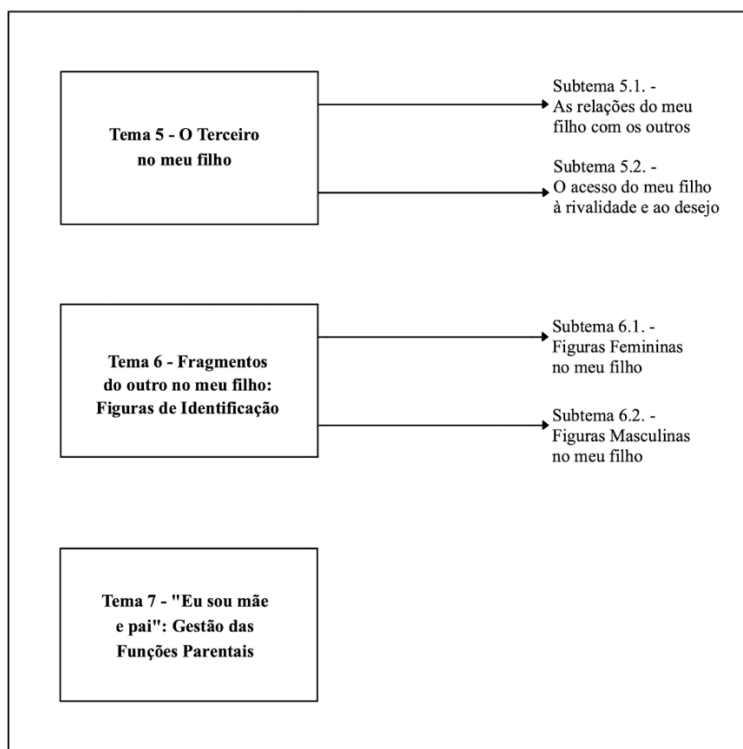 Tema 5 - O Terceiro
no meu filho
Subtema 5.1. -
As relações do meu
filho com os outros
Subtema 5.2. -
O acesso do meu filho
à rivalidade e ao desejo
Tema 6 - Fragmentos
do outro no meu filho:
Figuras de Identificação
Subtema 6.1. -
Figuras Femininas
no meu filho
Subtema 6.2. -
Figuras Masculinas
no meu filho
Tema 7 - "Eu sou mãe
e pai": Gestão das
Funções Parentais